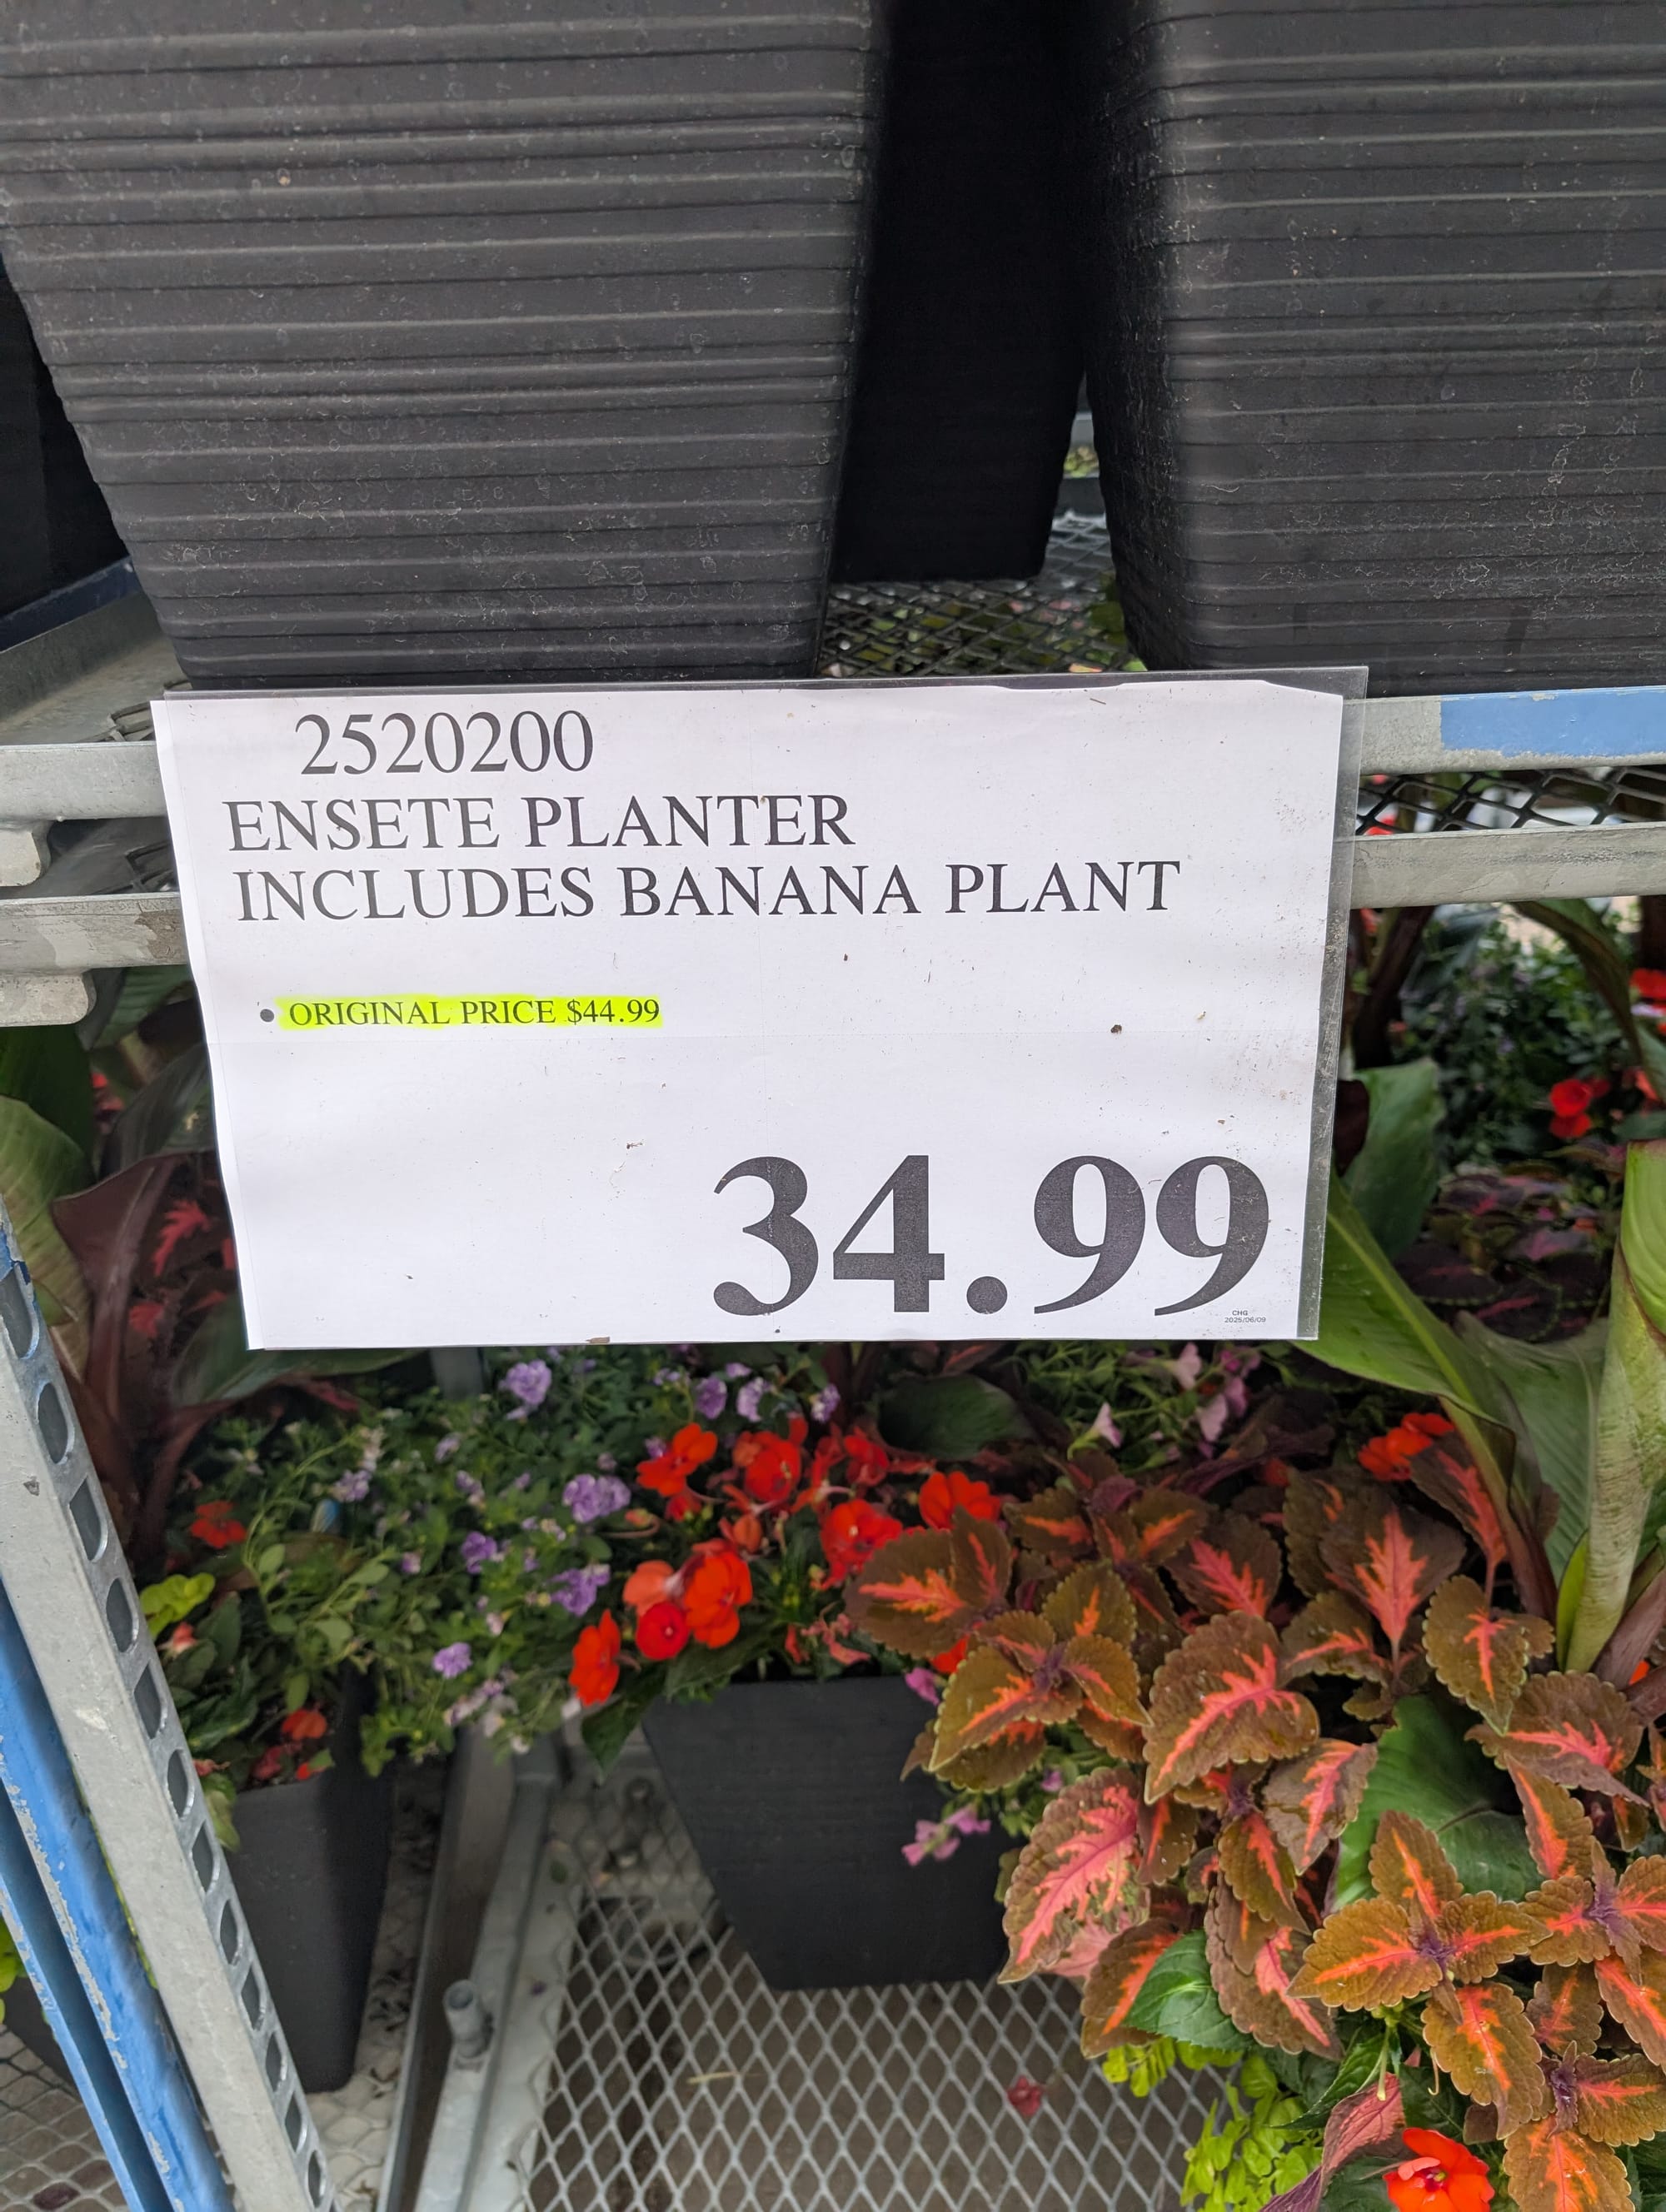 2520200
ENSETE PLANTER
INCLUDES BANANA PLANT
• ORIGINAL PRICE $44.99
34.99
CHG
2025/06/09